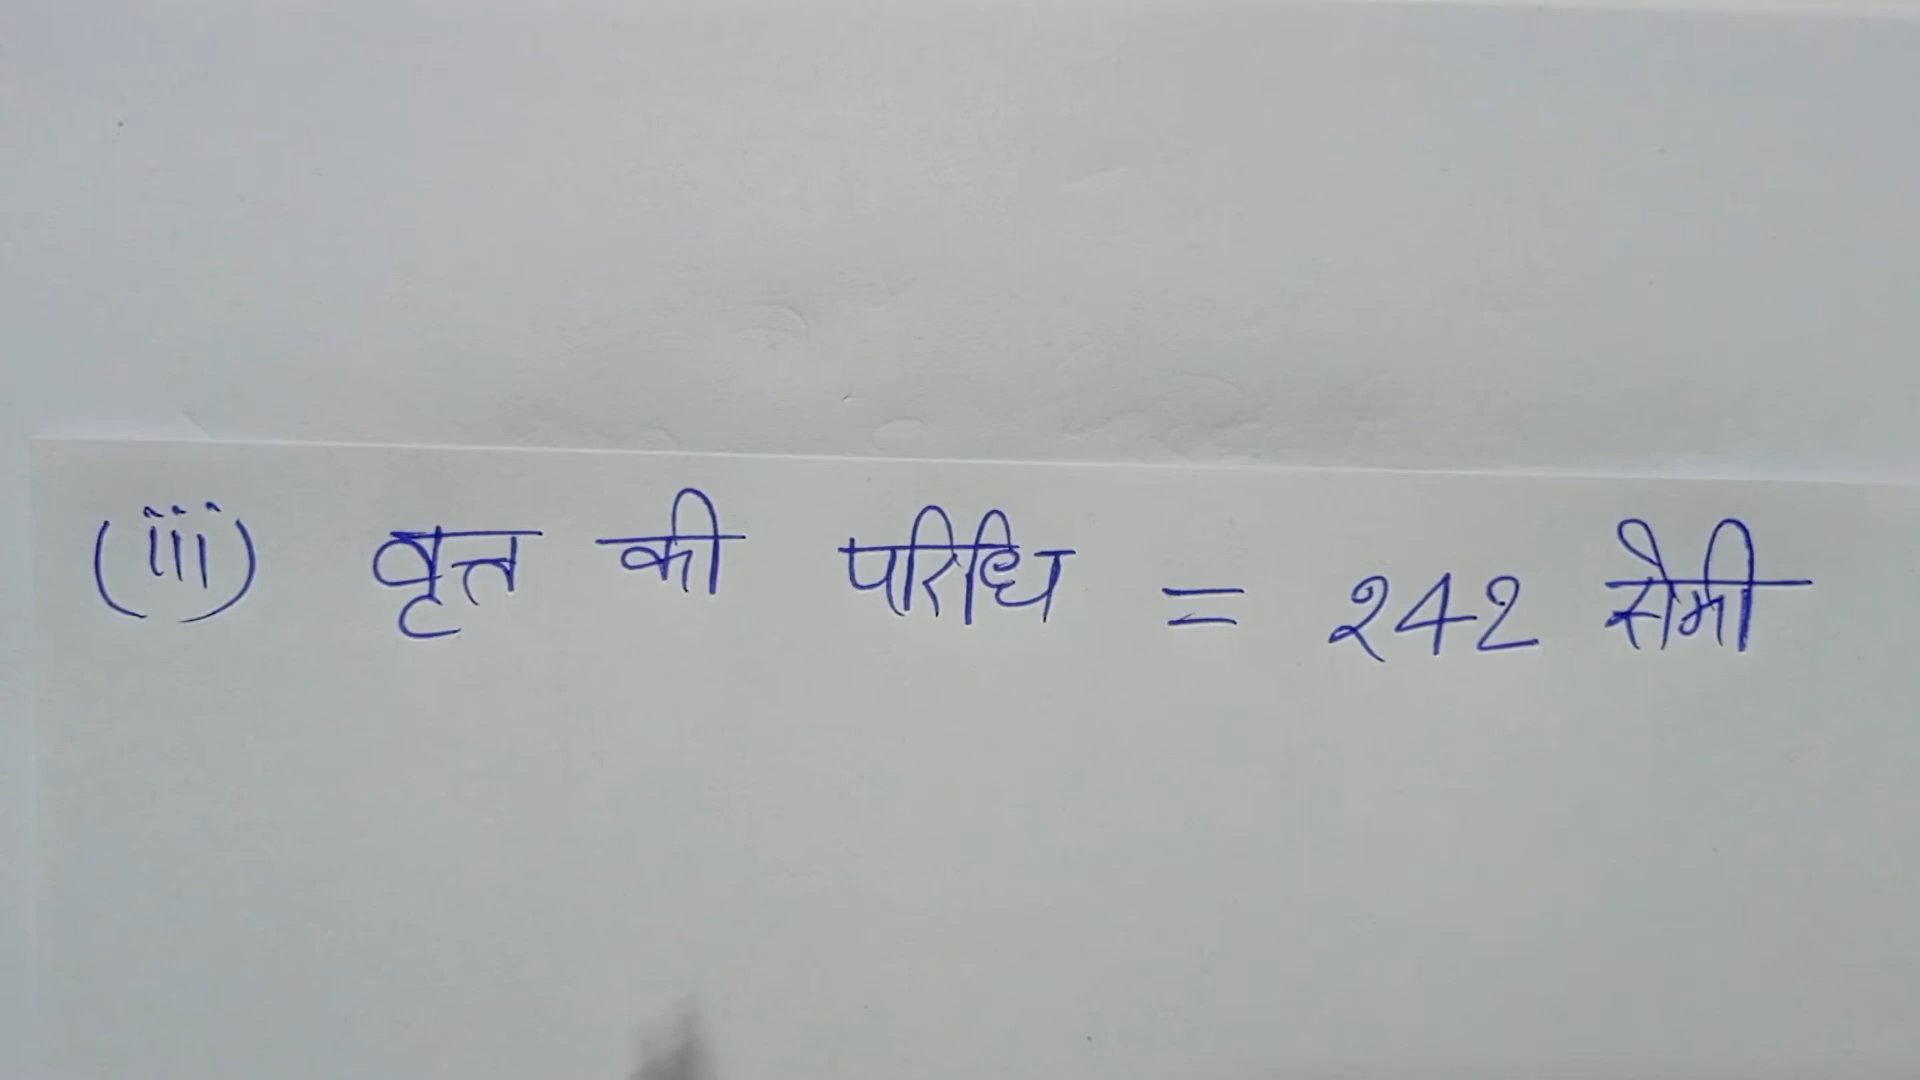 (iii) वृत्त की परिधि = 242 सेमी